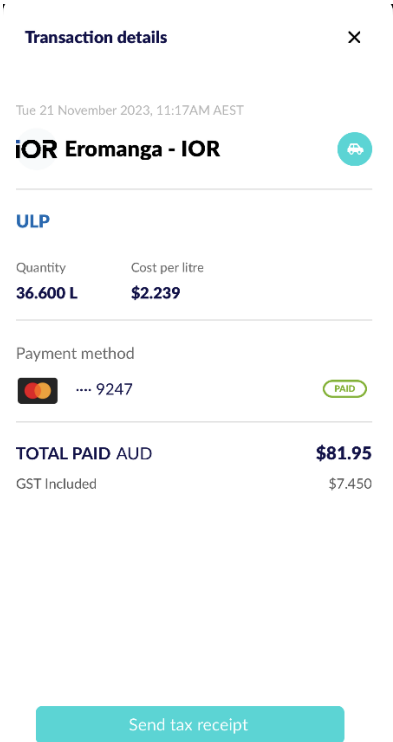 Transaction details
Tue 21 November 2023, 11:17AM AEST
iOR Eromanga - IOR
ULP
Quantity Cost per litre
36.600 L $2.239
Payment method
···· 9247 PAID
TOTAL PAID AUD $81.95
GST Included $7.450
Send tax receipt